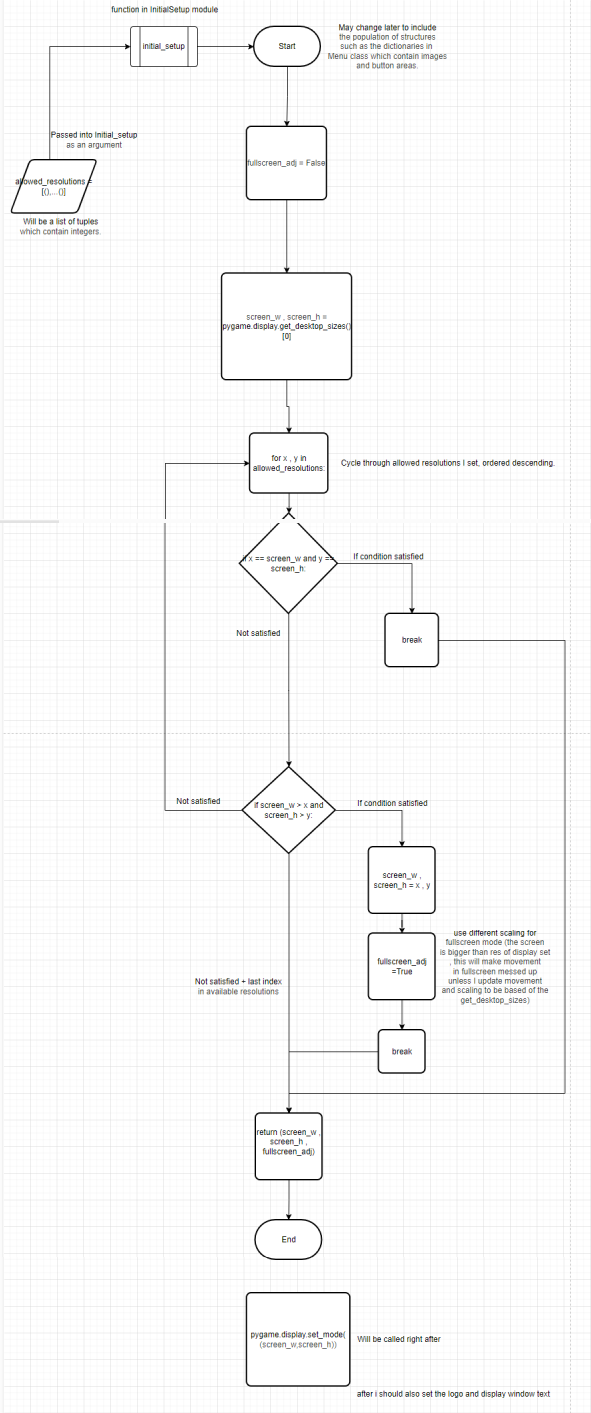 function in InitialSetup module
initial_setup
Start
May change later to include
the population of structures
such as the dictionaries in
Menu class which contain images
and button areas.
Passed into Initial_setup
as an argument
allowed_resolutions =
[(),...()]
Will be a list of tuples
which contain integers.
fullscreen_adj = False
screen_w , screen_h =
pygame.display.get_desktop_sizes()
[0]
for x , y in
allowed_resolutions:
Cycle through allowed resolutions I set, ordered descending.
if x == screen_w and y ==
screen_h:
If condition satisfied
break
Not satisfied
if screen_w > x and
screen_h > y:
Not satisfied
If condition satisfied
screen_w ,
screen_h = x , y
fullscreen_adj
=True
use different scaling for
fullscreen mode (the screen
is bigger than res of display set
, this will make movement
in fullscreen messed up
unless I update movement
and scaling to be based of the
get_desktop_sizes)
Not satisfied + last index
in available resolutions
break
return (screen_w ,
screen_h ,
fullscreen_adj)
End
pygame.display.set_mode(
(screen_w,screen_h))
Will be called right after
after i should also set the logo and display window text